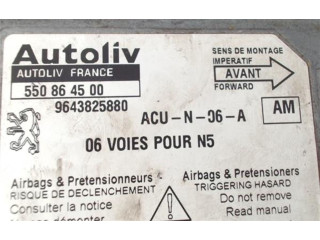 Autoliv
AUTOLIV FRANCE
550 86 45 00
9643825880
SENS DE MONTAGE
IMPERATIF
AVANT
FORWARD
ACU-N-06-A
AM
06 VOIES POUR N5
Airbags & Pretensionneurs
RISQUE DE DECLENCHEMENT
Consulter la notice
Airbags & Pretensioners
TRIGGERING HASARD
Do not remove
Read manual